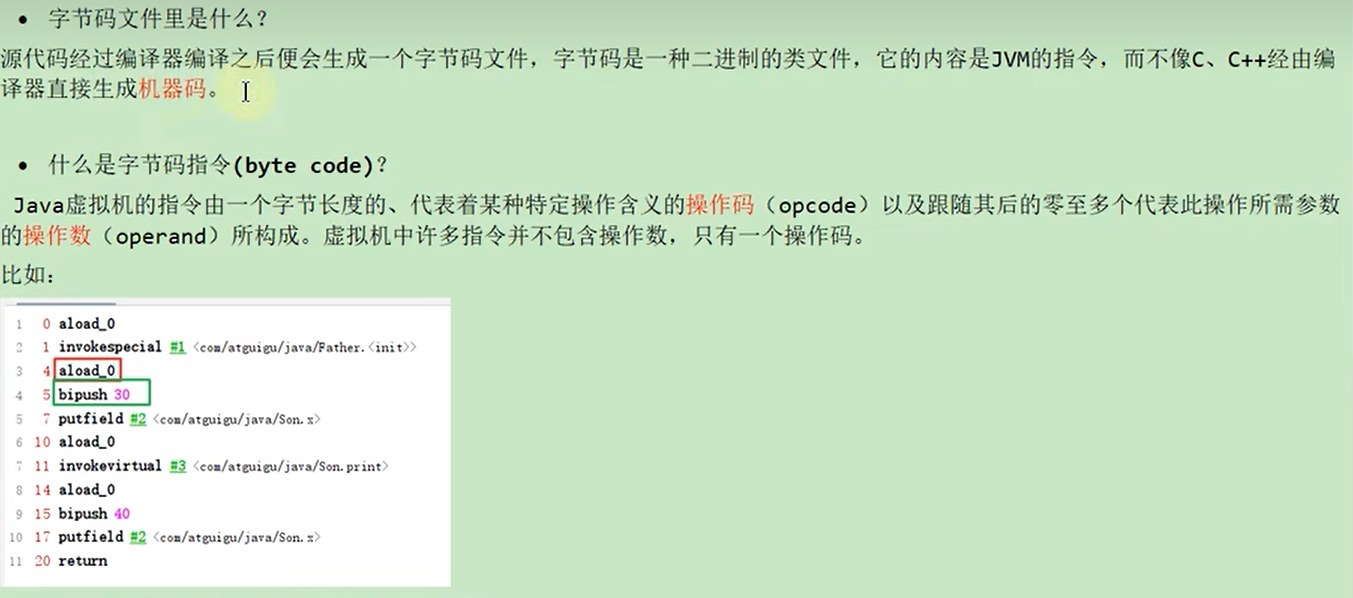 • 字节码文件里是什么？
源代码经过编译器编译之后便会生成一个字节码文件，字节码是一种二进制的类文件，它的内容是JVM的指令，而不像C、C++经由编
译器直接生成机器码。
• 什么是字节码指令(byte code)？
Java虚拟机的指令由一个字节长度的、代表着某种特定操作含义的操作码（opcode）以及跟随其后的零至多个代表此操作所需参数
的操作数（operand）所构成。虚拟机中许多指令并不包含操作数，只有一个操作码。
比如：
1 0 aload_0
2 1 invokespecial #1 <com/atguigu/java/Father.<init>>
3 4 aload_0
4 5 bipush 30
5 7 putfield #2 <com/atguigu/java/Son.x>
6 10 aload_0
7 11 invokevirtual #3 <com/atguigu/java/Son.print>
8 14 aload_0
9 15 bipush 40
10 17 putfield #2 <com/atguigu/java/Son.x>
11 20 return